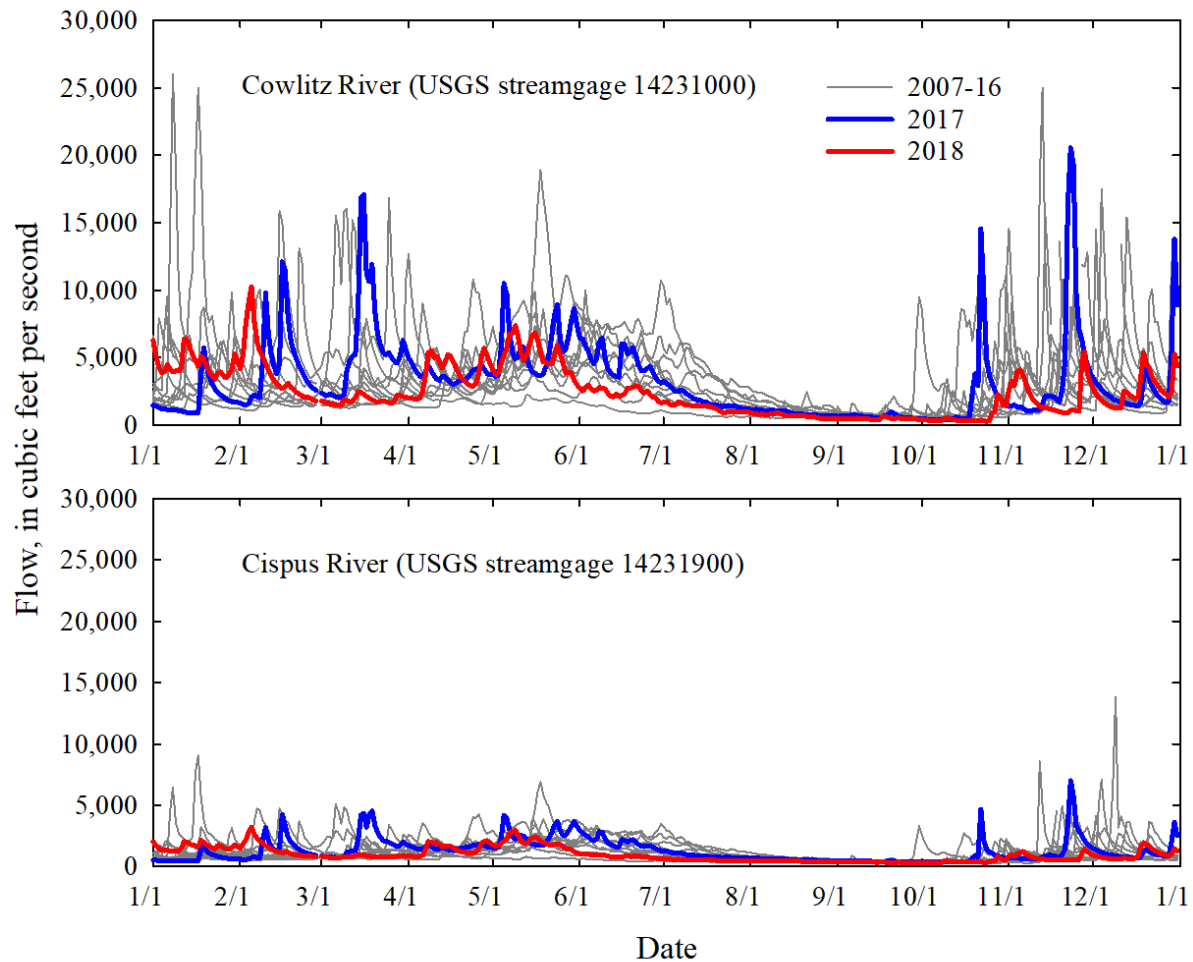 30,000
25,000
20,000
15,000
10,000
5,000
0
Cowlitz River (USGS streamgage 14231000)
2007-16
2017
2018
1/1 2/1 3/1 4/1 5/1 6/1 7/1 8/1 9/1 10/1 11/1 12/1 1/1
Flow, in cubic feet per second
30,000
25,000
20,000
15,000
10,000
5,000
0
Cispus River (USGS streamgage 14231900)
1/1 2/1 3/1 4/1 5/1 6/1 7/1 8/1 9/1 10/1 11/1 12/1 1/1
Date